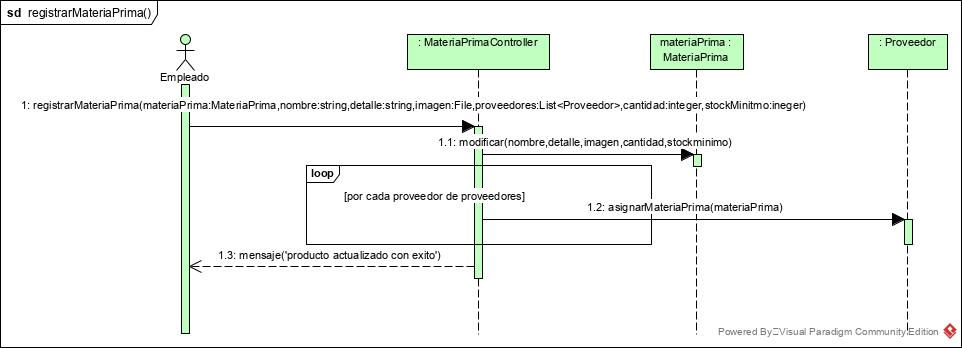 sd registrarMateriaPrima()
: MateriaPrimaController
materiaPrima :
MateriaPrima
: Proveedor
Empleado
1: registrarMateriaPrima(materiaPrima:MateriaPrima,nombre:string,detalle:string,imagen:File,proveedores:List<Proveedor>,cantidad:integer,stockMinitmo:ineger)
1.1: modificar(nombre,detalle,imagen,cantidad,stockminimo)
loop
[por cada proveedor de proveedores]
1.2: asignarMateriaPrima(materiaPrima)
1.3: mensaje('producto actualizado con exito')
Powered By Visual Paradigm Community Edition